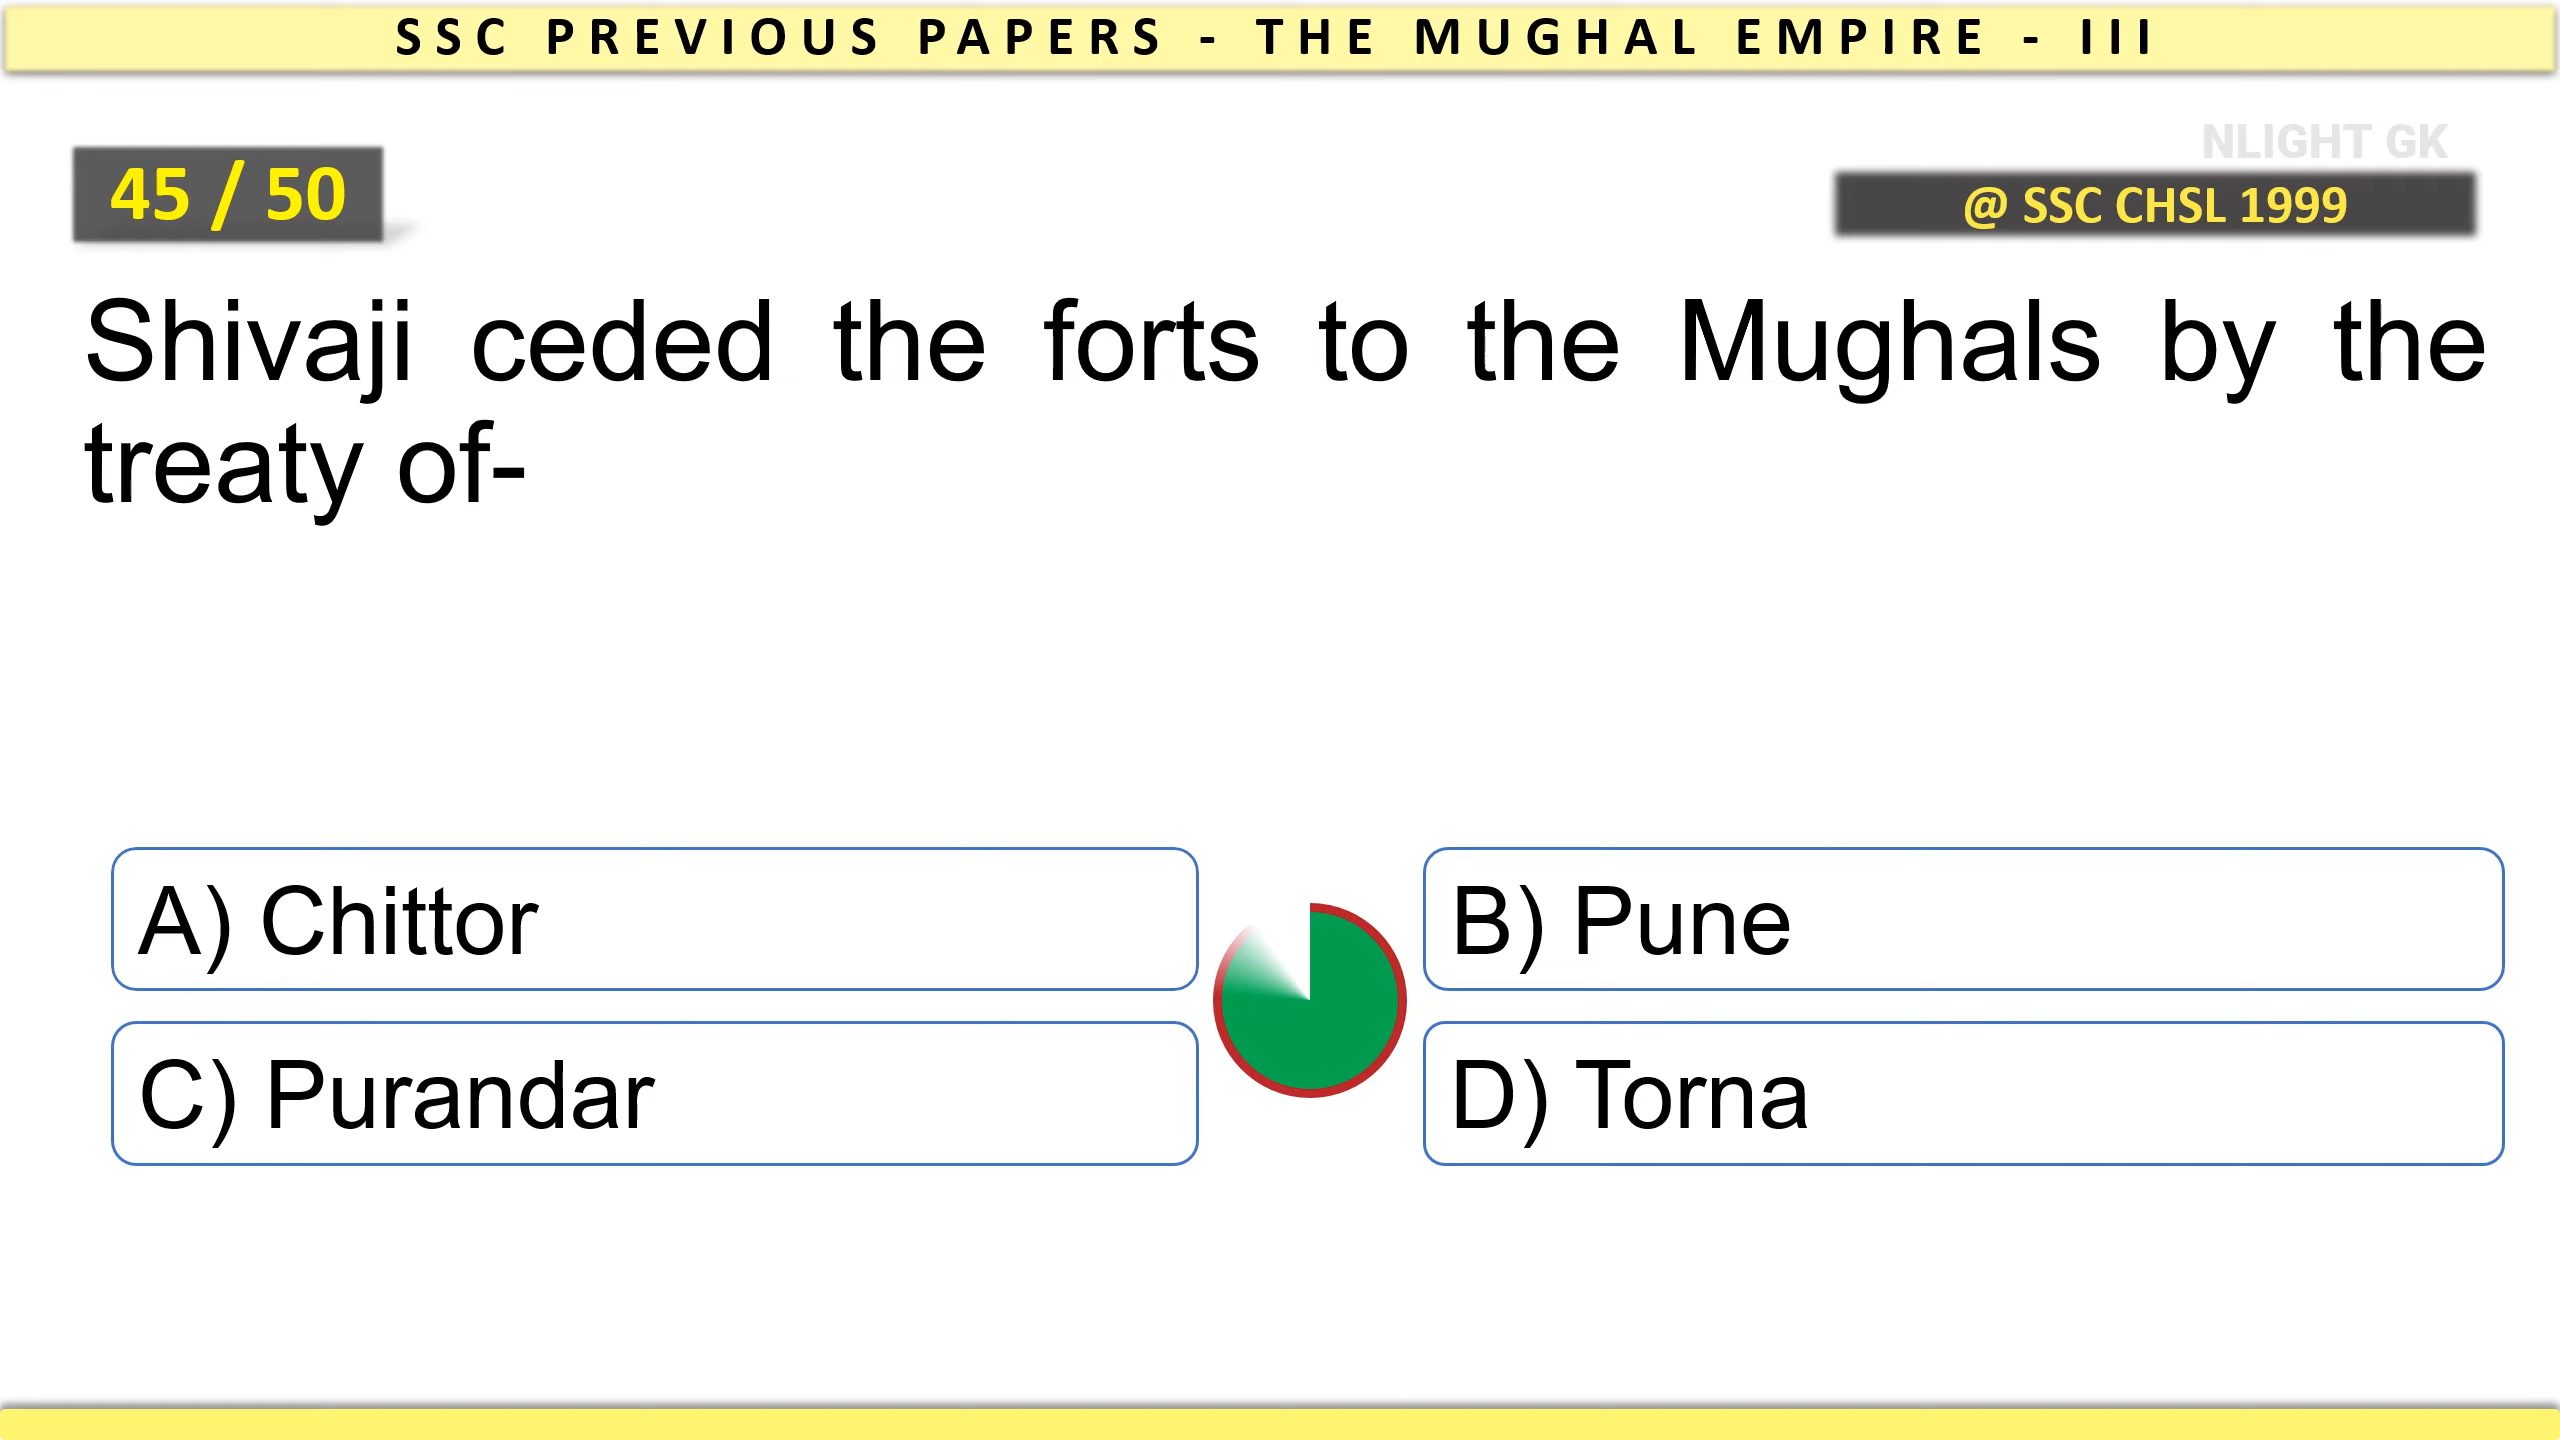 SSC PREVIOUS PAPERS - THE MUGHAL EMPIRE - III
NLIGHT GK
45 / 50
@ SSC CHSL 1999
Shivaji ceded the forts to the Mughals by the
treaty of-
A) Chittor
B) Pune
C) Purandar
D) Torna